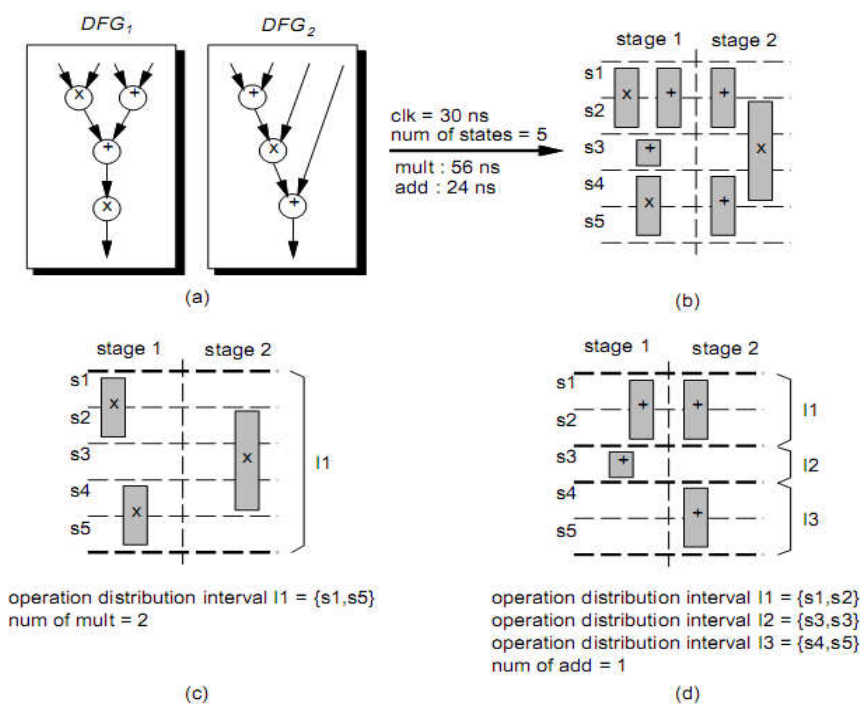 DFG1 DFG2
x + +
+ x
x +
(a)
clk = 30 ns
num of states = 5
mult : 56 ns
add : 24 ns
stage 1 stage 2
s1
x + +
s2
s3 + x
s4
x +
s5
(b)
stage 1 stage 2
s1
x
s2
s3 x I1
s4
x
s5
operation distribution interval I1 = {s1,s5}
num of mult = 2
(c)
stage 1 stage 2
s1
+ + I1
s2
s3 + I2
s4
+ I3
s5
operation distribution interval I1 = {s1,s2}
operation distribution interval I2 = {s3,s3}
operation distribution interval I3 = {s4,s5}
num of add = 1
(d)